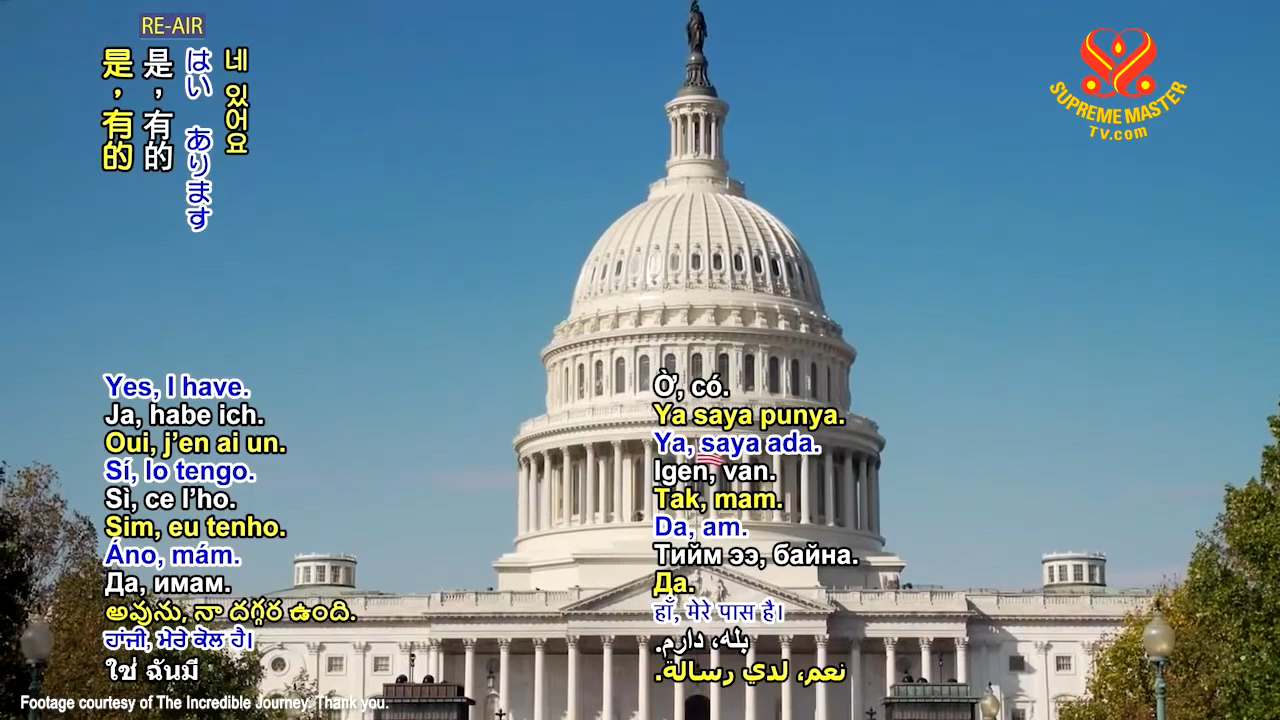 RE-AIR
是，有的
是，有的
はい あります
네 있어요
SUPREME MASTER
TV.com
Yes, I have.
Ja, habe ich.
Oui, j'en ai un.
Sí, lo tengo.
Sì, ce l'ho.
Sim, eu tenho.
Áno, mám.
Да, имам.
అవును, నా దగ్గర ఉంది.
ਹਾਂਜੀ, ਮੇਰੇ ਕੋਲ ਹੈ।
ใช่ ฉันมี
Ờ, có.
Ya saya punya.
Ya, saya ada.
Igen, van.
Tak, mam.
Da, am.
Тийм ээ, байна.
Да.
हाँ, मेरे पास है।
بله، دارم.
نعم، لدي رسالة.
Footage courtesy of The Incredible Journey. Thank you.